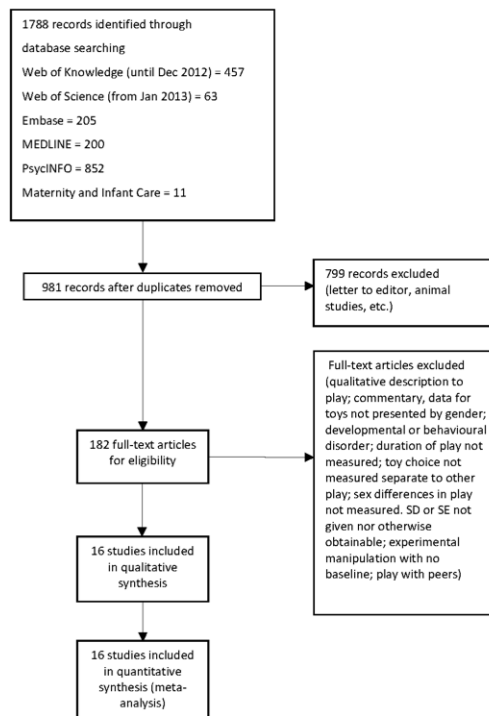 1788 records identified through
database searching
Web of Knowledge (until Dec 2012) = 457
Web of Science (from Jan 2013) = 63
Embase = 205
MEDLINE = 200
PsycINFO = 852
Maternity and Infant Care = 11
981 records after duplicates removed
799 records excluded
(letter to editor, animal
studies, etc.)
182 full-text articles
for eligibility
Full-text articles excluded
(qualitative description to
play; commentary, data for
toys not presented by gender;
developmental or behavioural
disorder; duration of play not
measured; toy choice not
measured separate to other
play; sex differences in play
not measured. SD or SE not
given nor otherwise
obtainable; experimental
manipulation with no
baseline; play with peers)
16 studies included
in qualitative
synthesis
16 studies included
in quantitative
synthesis (meta-
analysis)